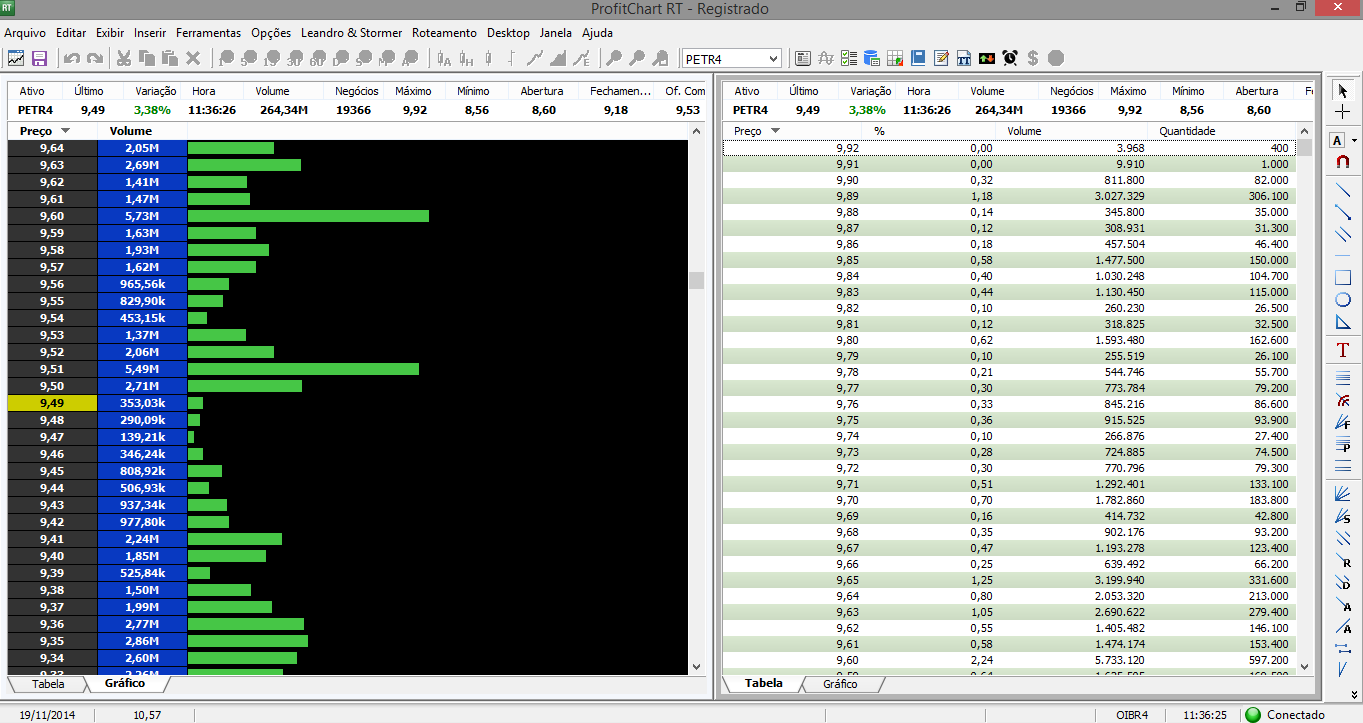 RT ProfitChart RT - Registrado
Arquivo Editar Exibir Inserir Ferramentas Opções Leandro & Stormer Roteamento Desktop Janela Ajuda
PETR4
Ativo Último Variação Hora Volume Negócios Máximo Mínimo Abertura Fechamen... Of. Com
PETR4 9,49 3,38% 11:36:26 264,34M 19366 9,92 8,56 8,60 9,18 9,53
Preço Volume
9,64 2,05M
9,63 2,69M
9,62 1,41M
9,61 1,47M
9,60 5,73M
9,59 1,63M
9,58 1,93M
9,57 1,62M
9,56 965,56k
9,55 829,90k
9,54 453,15k
9,53 1,37M
9,52 2,06M
9,51 5,49M
9,50 2,71M
9,49 353,03k
9,48 290,09k
9,47 139,21k
9,46 346,24k
9,45 808,92k
9,44 506,93k
9,43 937,34k
9,42 977,80k
9,41 2,24M
9,40 1,85M
9,39 525,84k
9,38 1,50M
9,37 1,99M
9,36 2,77M
9,35 2,86M
9,34 2,60M
Tabela Gráfico
Ativo Último Variação Hora Volume Negócios Máximo Mínimo Abertura
PETR4 9,49 3,38% 11:36:26 264,34M 19366 9,92 8,56 8,60
Preço % Volume Quantidade
9,92 0,00 3.968 400
9,91 0,00 9.910 1.000
9,90 0,32 811.800 82.000
9,89 1,18 3.027.329 306.100
9,88 0,14 345.800 35.000
9,87 0,12 308.931 31.300
9,86 0,18 457.504 46.400
9,85 0,58 1.477.500 150.000
9,84 0,40 1.030.248 104.700
9,83 0,44 1.130.450 115.000
9,82 0,10 260.230 26.500
9,81 0,12 318.825 32.500
9,80 0,62 1.593.480 162.600
9,79 0,10 255.519 26.100
9,78 0,21 544.746 55.700
9,77 0,30 773.784 79.200
9,76 0,33 845.216 86.600
9,75 0,36 915.525 93.900
9,74 0,10 266.876 27.400
9,73 0,28 724.885 74.500
9,72 0,30 770.796 79.300
9,71 0,51 1.292.401 133.100
9,70 0,70 1.782.860 183.800
9,69 0,16 414.732 42.800
9,68 0,35 902.176 93.200
9,67 0,47 1.193.278 123.400
9,66 0,25 639.492 66.200
9,65 1,25 3.199.940 331.600
9,64 0,80 2.053.320 213.000
9,63 1,05 2.690.622 279.400
9,62 0,55 1.405.482 146.100
9,61 0,58 1.474.174 153.400
9,60 2,24 5.733.120 597.200
Tabela Gráfico
19/11/2014 10,57 OIBR4 11:36:25 Conectado